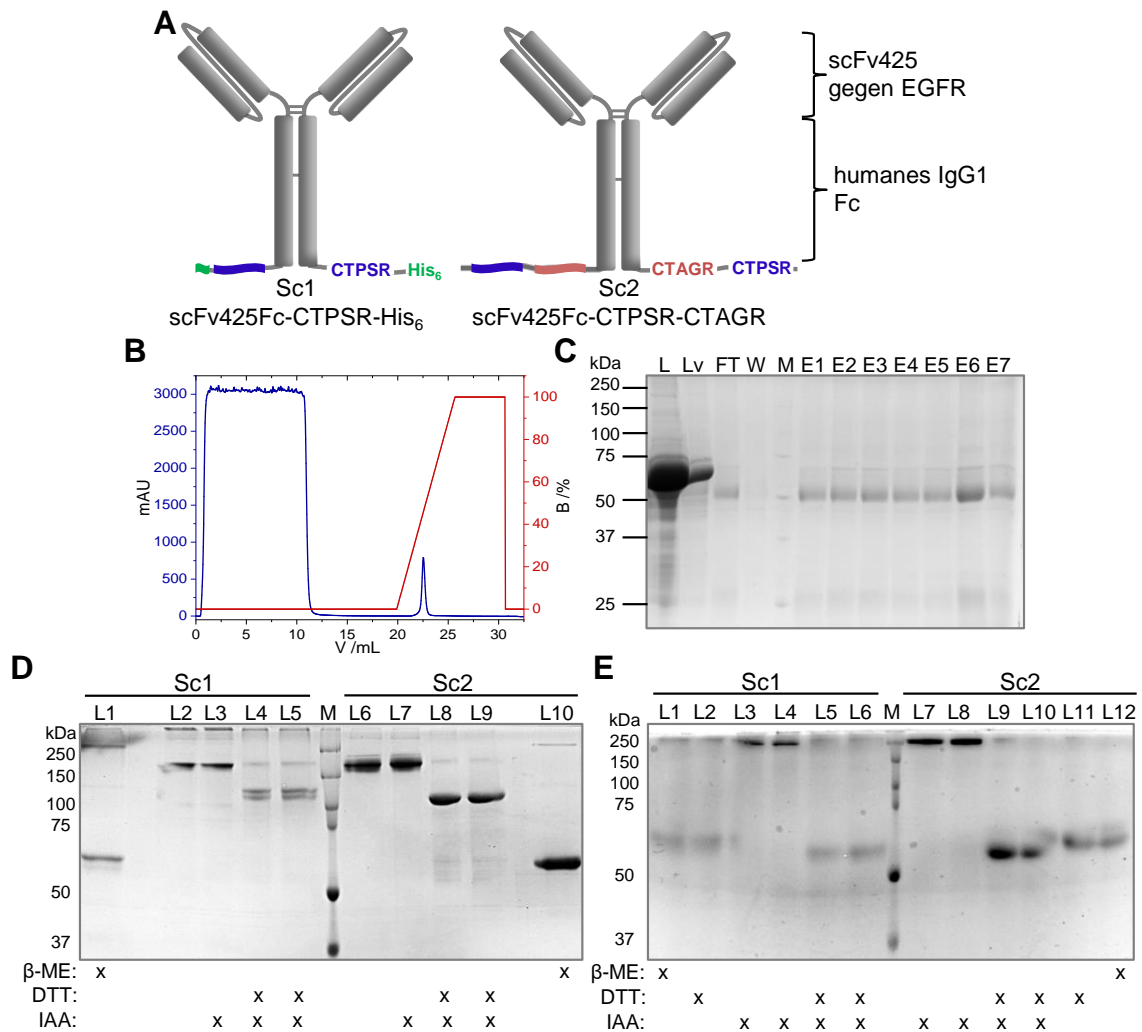 A
scFv425
gegen EGFR
humanes IgG1
Fc
CTPSR His₆
CTAGR CTPSR
Sc1
scFv425Fc-CTPSR-His₆
Sc2
scFv425Fc-CTPSR-CTAGR
B
3000
2500
2000
1500
1000
500
0
mAU
100
80
60
40
20
0
B /%
0 5 10 15 20 25 30
V /mL
C
kDa L Lv FT W M E1 E2 E3 E4 E5 E6 E7
250
150
100
75
50
37
25
D
Sc1 Sc2
L1 L2 L3 L4 L5 M L6 L7 L8 L9 L10
kDa
250
150
100
75
50
37
β-ME: x x
DTT: x x x x
IAA: x x x x x x
E
Sc1 Sc2
L1 L2 L3 L4 L5 L6 M L7 L8 L9 L10 L11 L12
kDa
250
150
100
75
50
37
β-ME: x x
DTT: x x x x x x
IAA: x x x x x x x x